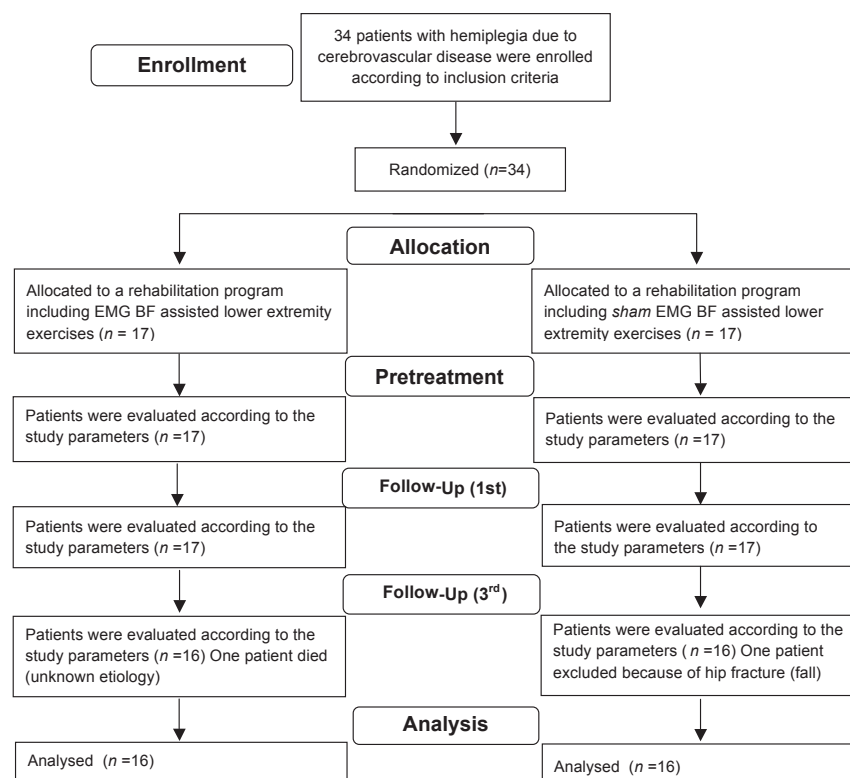 34 patients with hemiplegia due to
cerebrovascular disease were enrolled
according to inclusion criteria
Enrollment
Randomized (n=34)
Allocation
Allocated to a rehabilitation program
including EMG BF assisted lower extremity
exercises (n = 17)
Allocated to a rehabilitation program
including sham EMG BF assisted lower
extremity exercises (n = 17)
Pretreatment
Patients were evaluated according to the
study parameters (n =17)
Patients were evaluated according to the
study parameters (n =17)
Follow-Up (1st)
Patients were evaluated according to the
study parameters (n =17)
Patients were evaluated according to
the study parameters (n =17)
Follow-Up (3rd)
Patients were evaluated according to the
study parameters (n =16) One patient died
(unknown etiology)
Patients were evaluated according to the
study parameters ( n =16) One patient
excluded because of hip fracture (fall)
Analysis
Analysed (n =16)
Analysed (n =16)